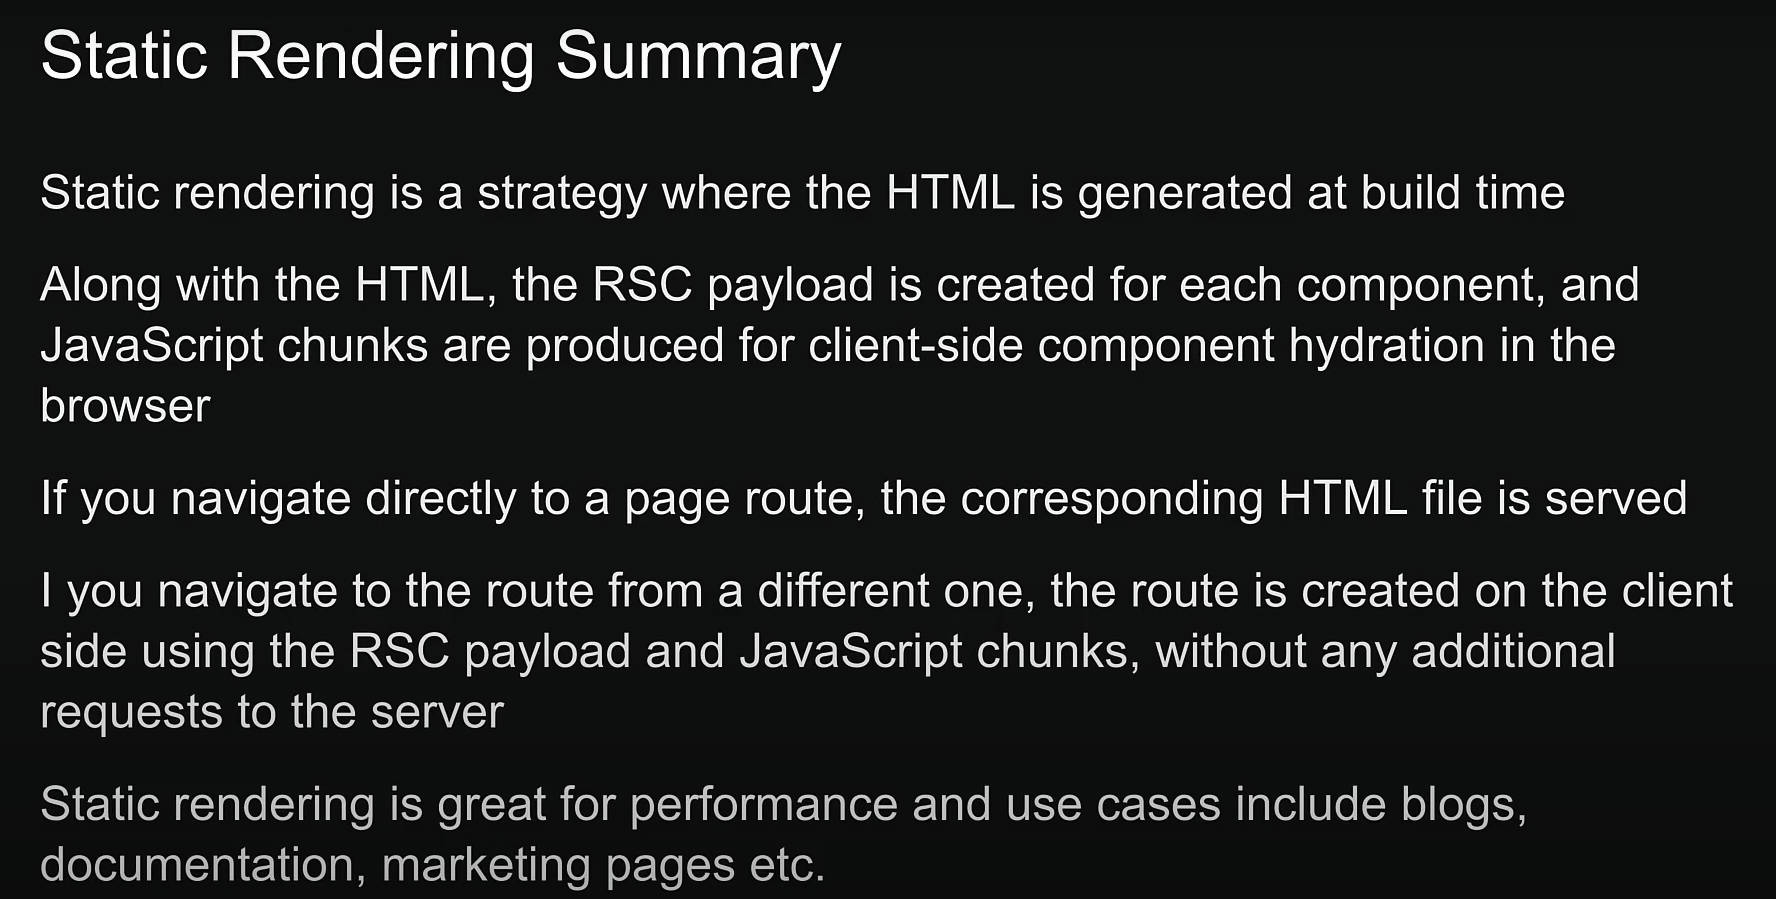 Static Rendering Summary
Static rendering is a strategy where the HTML is generated at build time
Along with the HTML, the RSC payload is created for each component, and
JavaScript chunks are produced for client-side component hydration in the
browser
If you navigate directly to a page route, the corresponding HTML file is served
I you navigate to the route from a different one, the route is created on the client
side using the RSC payload and JavaScript chunks, without any additional
requests to the server
Static rendering is great for performance and use cases include blogs,
documentation, marketing pages etc.